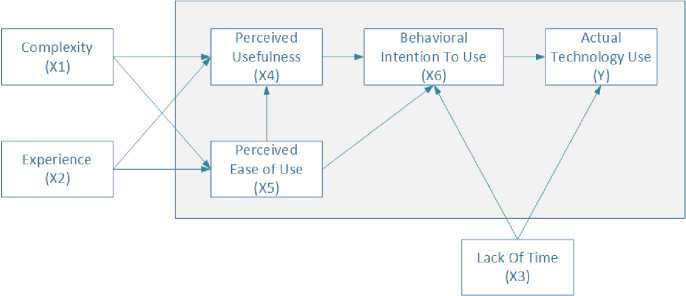 Complexity
(X1)
Perceived
Usefulness
(X4)
Behavioral
Intention To Use
(X6)
Actual
Technology Use
(Y)
Experience
(X2)
Perceived
Ease of Use
(X5)
Lack Of Time
(X3)